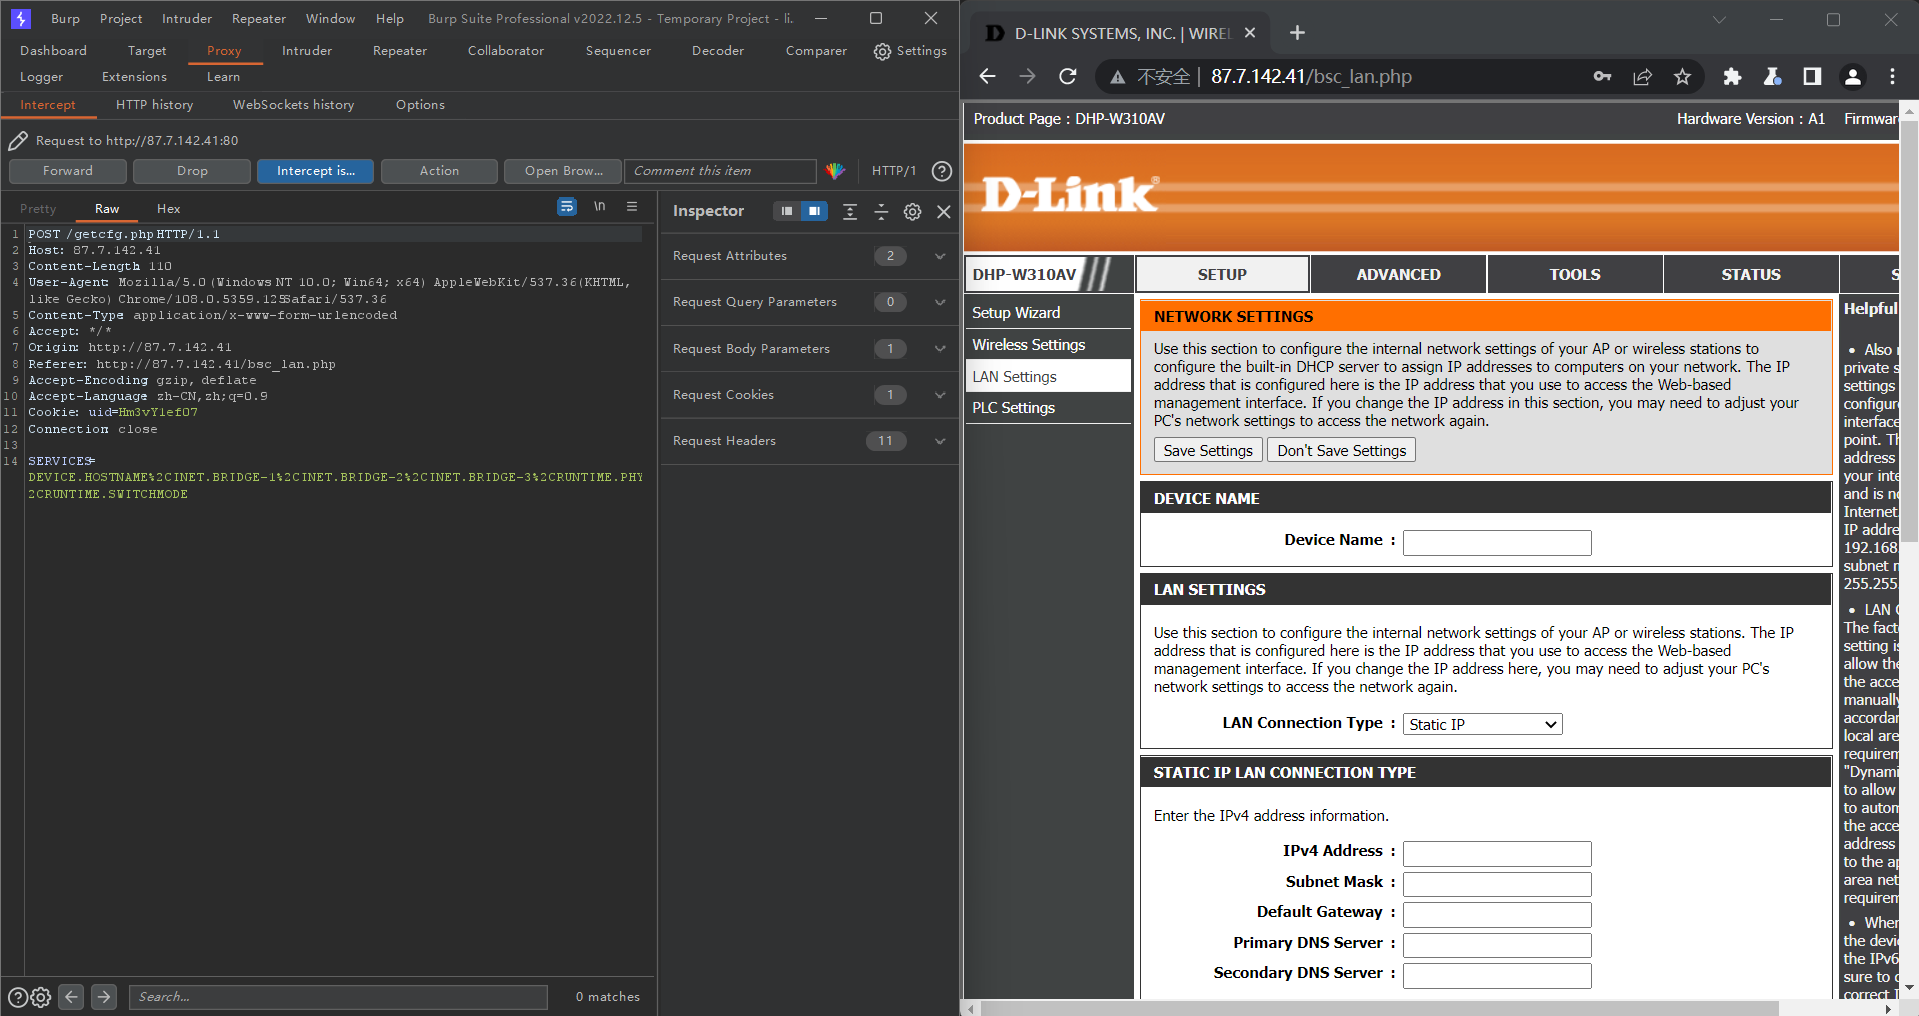 Burp Project Intruder Repeater Window Help Burp Suite Professional v2022.12.5 - Temporary Project - li...
Dashboard Target Proxy Intruder Repeater Collaborator Sequencer Decoder Comparer Settings
Logger Extensions Learn
Intercept HTTP history WebSockets history Options
Request to http://87.7.142.41:80
Forward Drop Intercept is... Action Open Brow... Comment this item HTTP/1
Pretty Raw Hex \n
1 POST /getcfg.php HTTP/1.1
2 Host: 87.7.142.41
3 Content-Length: 110
4 User-Agent: Mozilla/5.0 (Windows NT 10.0; Win64; x64) AppleWebKit/537.36 (KHTML,
like Gecko) Chrome/108.0.5359.125 Safari/537.36
5 Content-Type: application/x-www-form-urlencoded
6 Accept: */*
7 Origin: http://87.7.142.41
8 Referer: http://87.7.142.41/bsc_lan.php
9 Accept-Encoding: gzip, deflate
10 Accept-Language: zh-CN,zh;q=0.9
11 Cookie: uid=Hm3vY1ef07
12 Connection: close
13
14 SERVICES=
DEVICE.HOSTNAME%2CINET.BRIDGE-1%2CINET.BRIDGE-2%2CINET.BRIDGE-3%2CRUNTIME.PHY
2CRUNTIME.SWITCHMODE
Inspector
Request Attributes 2
Request Query Parameters 0
Request Body Parameters 1
Request Cookies 1
Request Headers 11
Search... 0 matches
D-LINK SYSTEMS, INC. | WIREL
不安全 | 87.7.142.41/bsc_lan.php
Product Page : DHP-W310AV Hardware Version : A1 Firmwar
D-Link®
DHP-W310AV SETUP ADVANCED TOOLS STATUS S
Setup Wizard
Wireless Settings
LAN Settings
PLC Settings
NETWORK SETTINGS
Use this section to configure the internal network settings of your AP or wireless stations to
configure the built-in DHCP server to assign IP addresses to computers on your network. The IP
address that is configured here is the IP address that you use to access the Web-based
management interface. If you change the IP address in this section, you may need to adjust your
PC's network settings to access the network again.
Save Settings Don't Save Settings
DEVICE NAME
Device Name :
LAN SETTINGS
Use this section to configure the internal network settings of your AP or wireless stations. The IP
address that is configured here is the IP address that you use to access the Web-based
management interface. If you change the IP address here, you may need to adjust your PC's
network settings to access the network again.
LAN Connection Type : Static IP
STATIC IP LAN CONNECTION TYPE
Enter the IPv4 address information.
IPv4 Address :
Subnet Mask :
Default Gateway :
Primary DNS Server :
Secondary DNS Server :
Helpful
• Also
private s
settings
configur
interface
point. Th
address
your inte
and is no
Internet
IP addre
192.168.
subnet m
255.255.
• LAN C
The fact
setting is
allow the
the acce
manually
accordan
local are
requirem
"Dynami
to allow
to autom
the acce
address
to the ap
area net
requirem
• When
the devi
the IPv6
sure to c
correct I